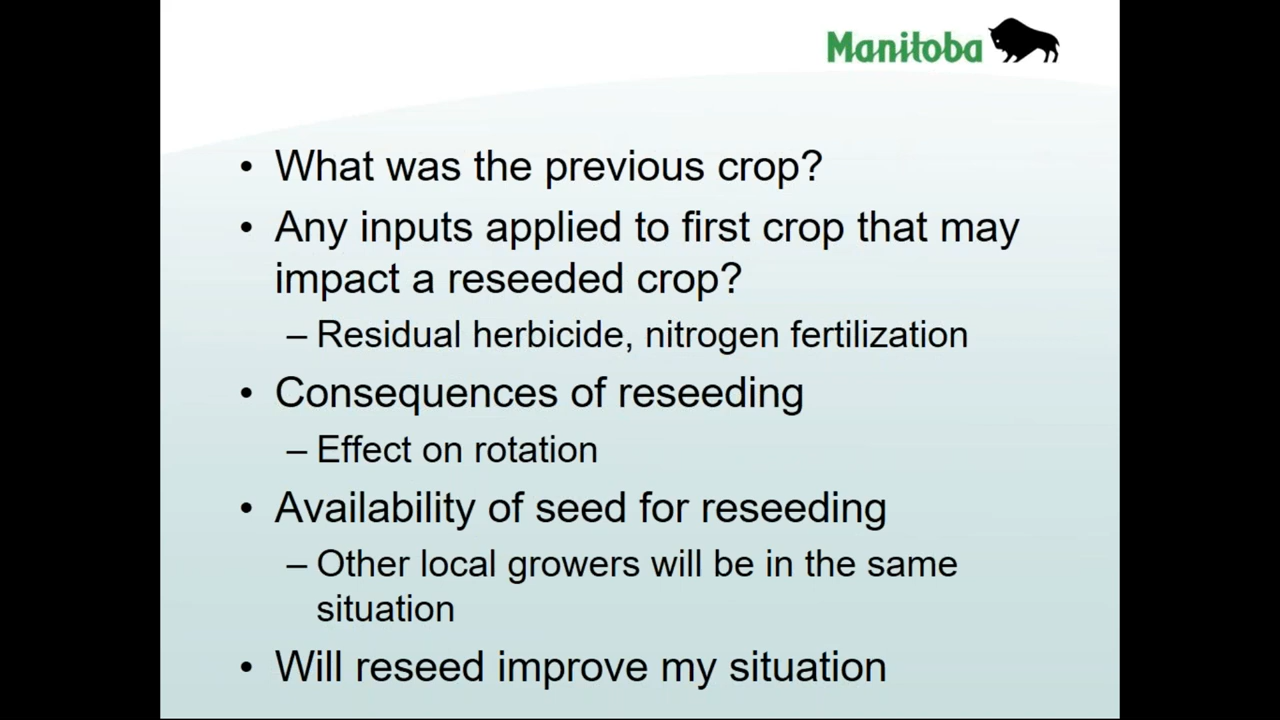 Manitoba
• What was the previous crop?
• Any inputs applied to first crop that may
impact a reseeded crop?
– Residual herbicide, nitrogen fertilization
• Consequences of reseeding
– Effect on rotation
• Availability of seed for reseeding
– Other local growers will be in the same
situation
• Will reseed improve my situation